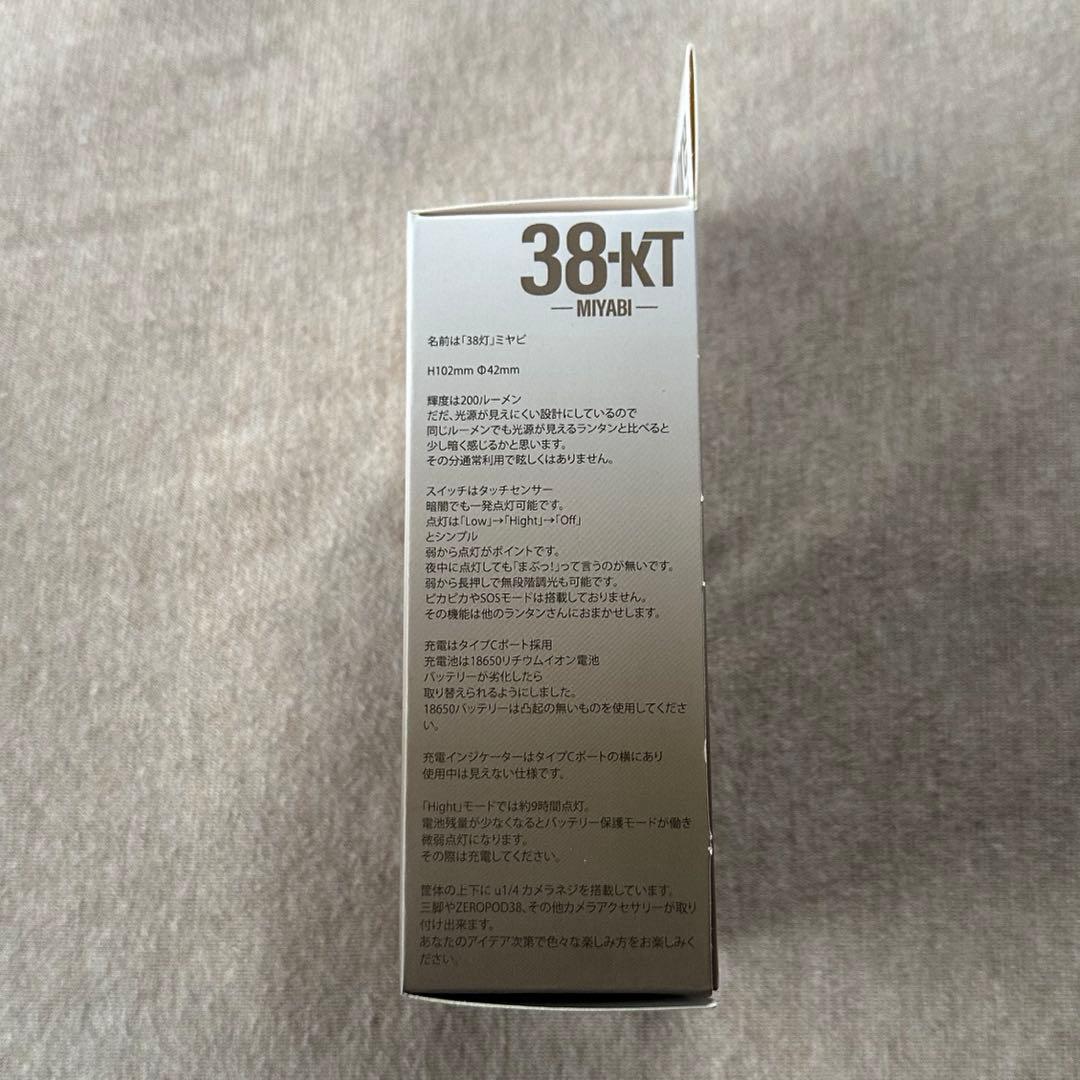 38-KT
MIYABI
名前は「38灯」ミヤビ
H102mm Φ42mm
輝度は200ルーメン
だだ、光源が見えにくい設計にしているので
同じルーメンでも光源が見えるランタンと比べると
少し暗く感じるかと思います。
その分通常利用で眩しくはありません。
スイッチはタッチセンサー
暗闇でも一発点灯可能です。
点灯は「Low」→「Hight」→「Off」
とシンプル
弱から点灯がポイントです。
夜中に点灯しても「まぶっ!」って言うのが無いです。
弱から長押しで無段階調光も可能です。
ピカピカやSOSモードは搭載しておりません。
その機能は他のランタンさんにおまかせします。
充電はタイプCポート採用
充電池は18650リチウムイオン電池
バッテリーが劣化したら
取り替えられるようにしました。
18650バッテリーは凸起の無いものを使用してくださ
い。
充電インジケーターはタイプCポートの横にあり
使用中は見えない仕様です。
「Hight」モードでは約9時間点灯。
電池残量が少なくなるとバッテリー保護モードが働き
微弱点灯になります。
その際は充電してください。
筐体の上下に u1/4 カメラネジを搭載しています。
三脚やZEROPOD38、その他カメラアクセサリーが取り
付け出来ます。
あなたのアイデア次第で色々な楽しみ方をお楽しみく
ださい。